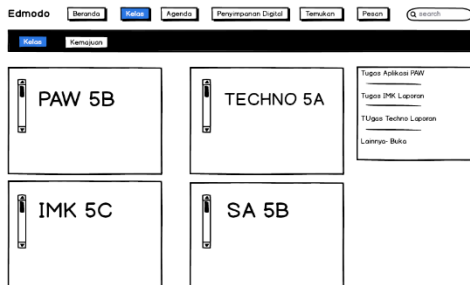 Edmodo Beranda Kelas Agenda Penyimpanan Digital Temukan Pesan search
Kelas Kemajuan
PAW 5B
TECHNO 5A
Tugas Aplikasi PAW
Tugas IMK Laporan
TUgas Techno Laporan
Lainnya- Buka
IMK 5C
SA 5B